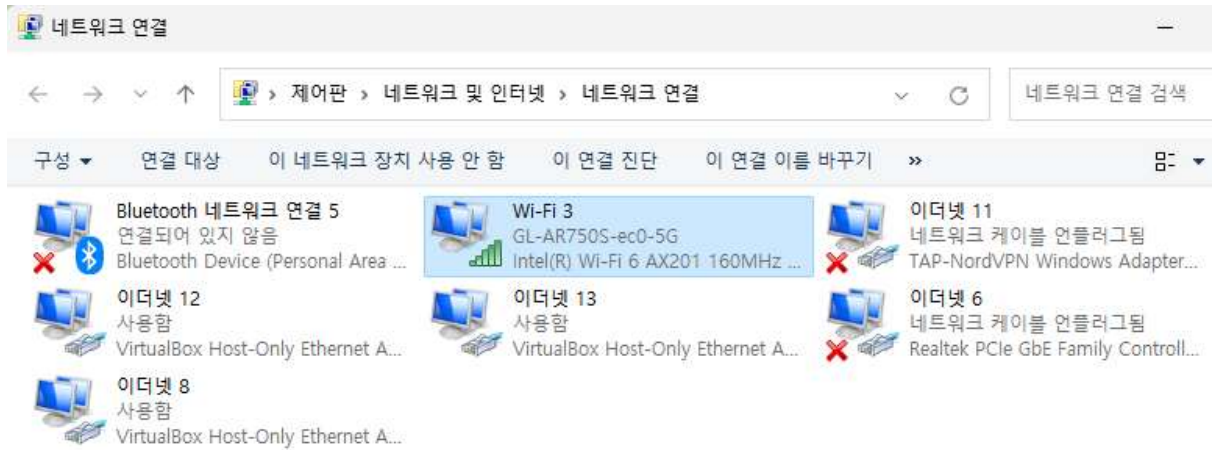 네트워크 연결
제어판 > 네트워크 및 인터넷 > 네트워크 연결
네트워크 연결 검색
구성 연결 대상 이 네트워크 장치 사용 안 함 이 연결 진단 이 연결 이름 바꾸기 »
Bluetooth 네트워크 연결 5
연결되어 있지 않음
Bluetooth Device (Personal Area ...
Wi-Fi 3
GL-AR750S-ec0-5G
Intel(R) Wi-Fi 6 AX201 160MHz ...
이더넷 11
네트워크 케이블 언플러그됨
TAP-NordVPN Windows Adapter...
이더넷 12
사용함
VirtualBox Host-Only Ethernet A...
이더넷 13
사용함
VirtualBox Host-Only Ethernet A...
이더넷 6
네트워크 케이블 언플러그됨
Realtek PCIe GbE Family Controll...
이더넷 8
사용함
VirtualBox Host-Only Ethernet A...